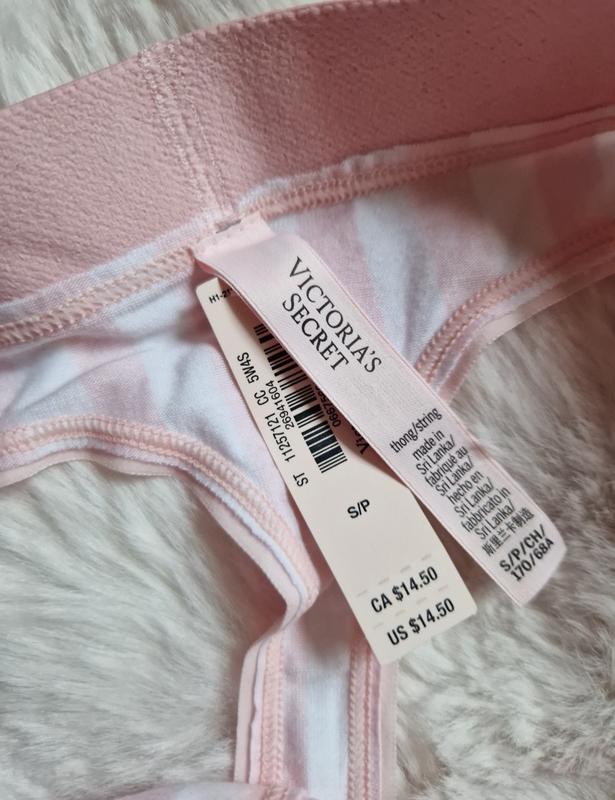 VICTORIA'S
SECRET
thong/string
made in
Sri Lanka/
fabriqué au
Sri Lanka/
hecho en
Sri Lanka/
fabbricato in
Sri Lanka/
斯里兰卡制造
S/P/CH/
170/68A
ST 11257121 CC 5W4S
26941604
S/P
CA $14.50
US $14.50